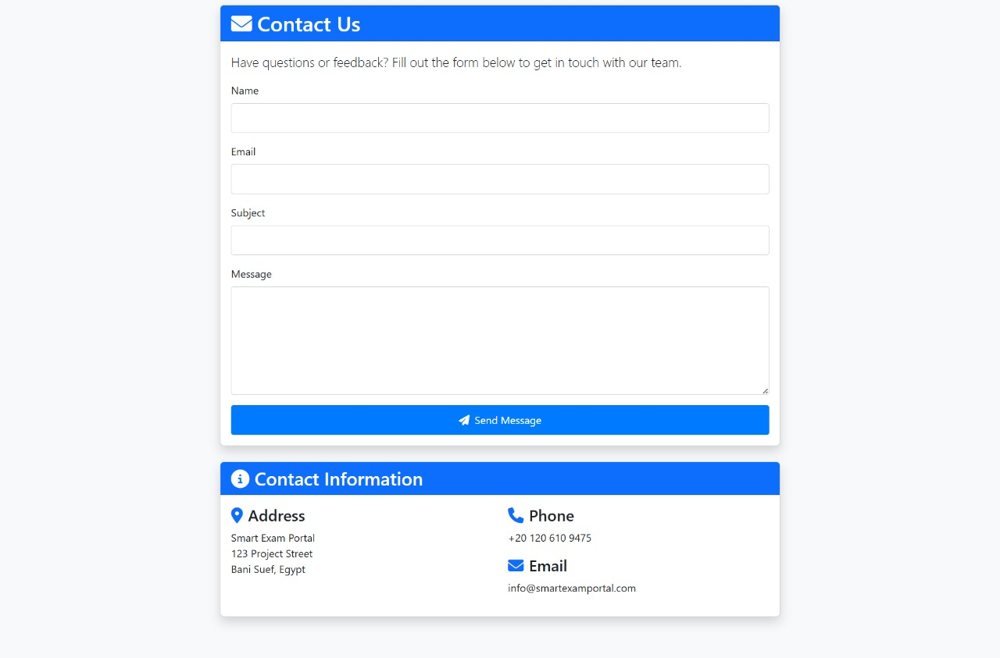 Contact Us
Have questions or feedback? Fill out the form below to get in touch with our team.
Name
Email
Subject
Message
Send Message
Contact Information
Address
Smart Exam Portal
123 Project Street
Bani Suef, Egypt
Phone
+20 120 610 9475
Email
info@smartexamportal.com